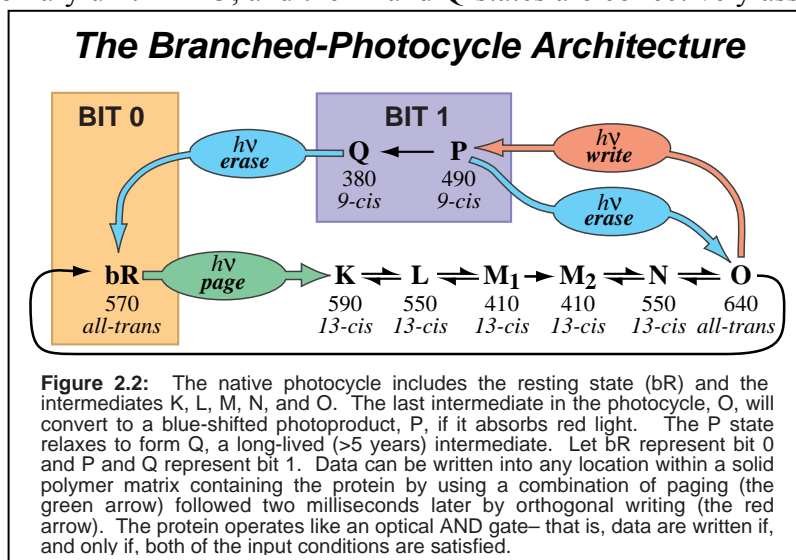 The Branched-Photocycle Architecture
BIT 0
BIT 1
hν
erase
Q
P
hν
write
380
490
9-cis
9-cis
hν
erase
bR
hν
page
K
L
M1
M2
N
O
570
590
550
410
410
550
640
all-trans
13-cis
13-cis
13-cis
13-cis
13-cis
all-trans
Figure 2.2: The native photocycle includes the resting state (bR) and the
intermediates K, L, M, N, and O. The last intermediate in the photocycle, O, will
convert to a blue-shifted photoproduct, P, if it absorbs red light. The P state
relaxes to form Q, a long-lived (>5 years) intermediate. Let bR represent bit 0
and P and Q represent bit 1. Data can be written into any location within a solid
polymer matrix containing the protein by using a combination of paging (the
green arrow) followed two milliseconds later by orthogonal writing (the red
arrow). The protein operates like an optical AND gate– that is, data are written if,
and only if, both of the input conditions are satisfied.